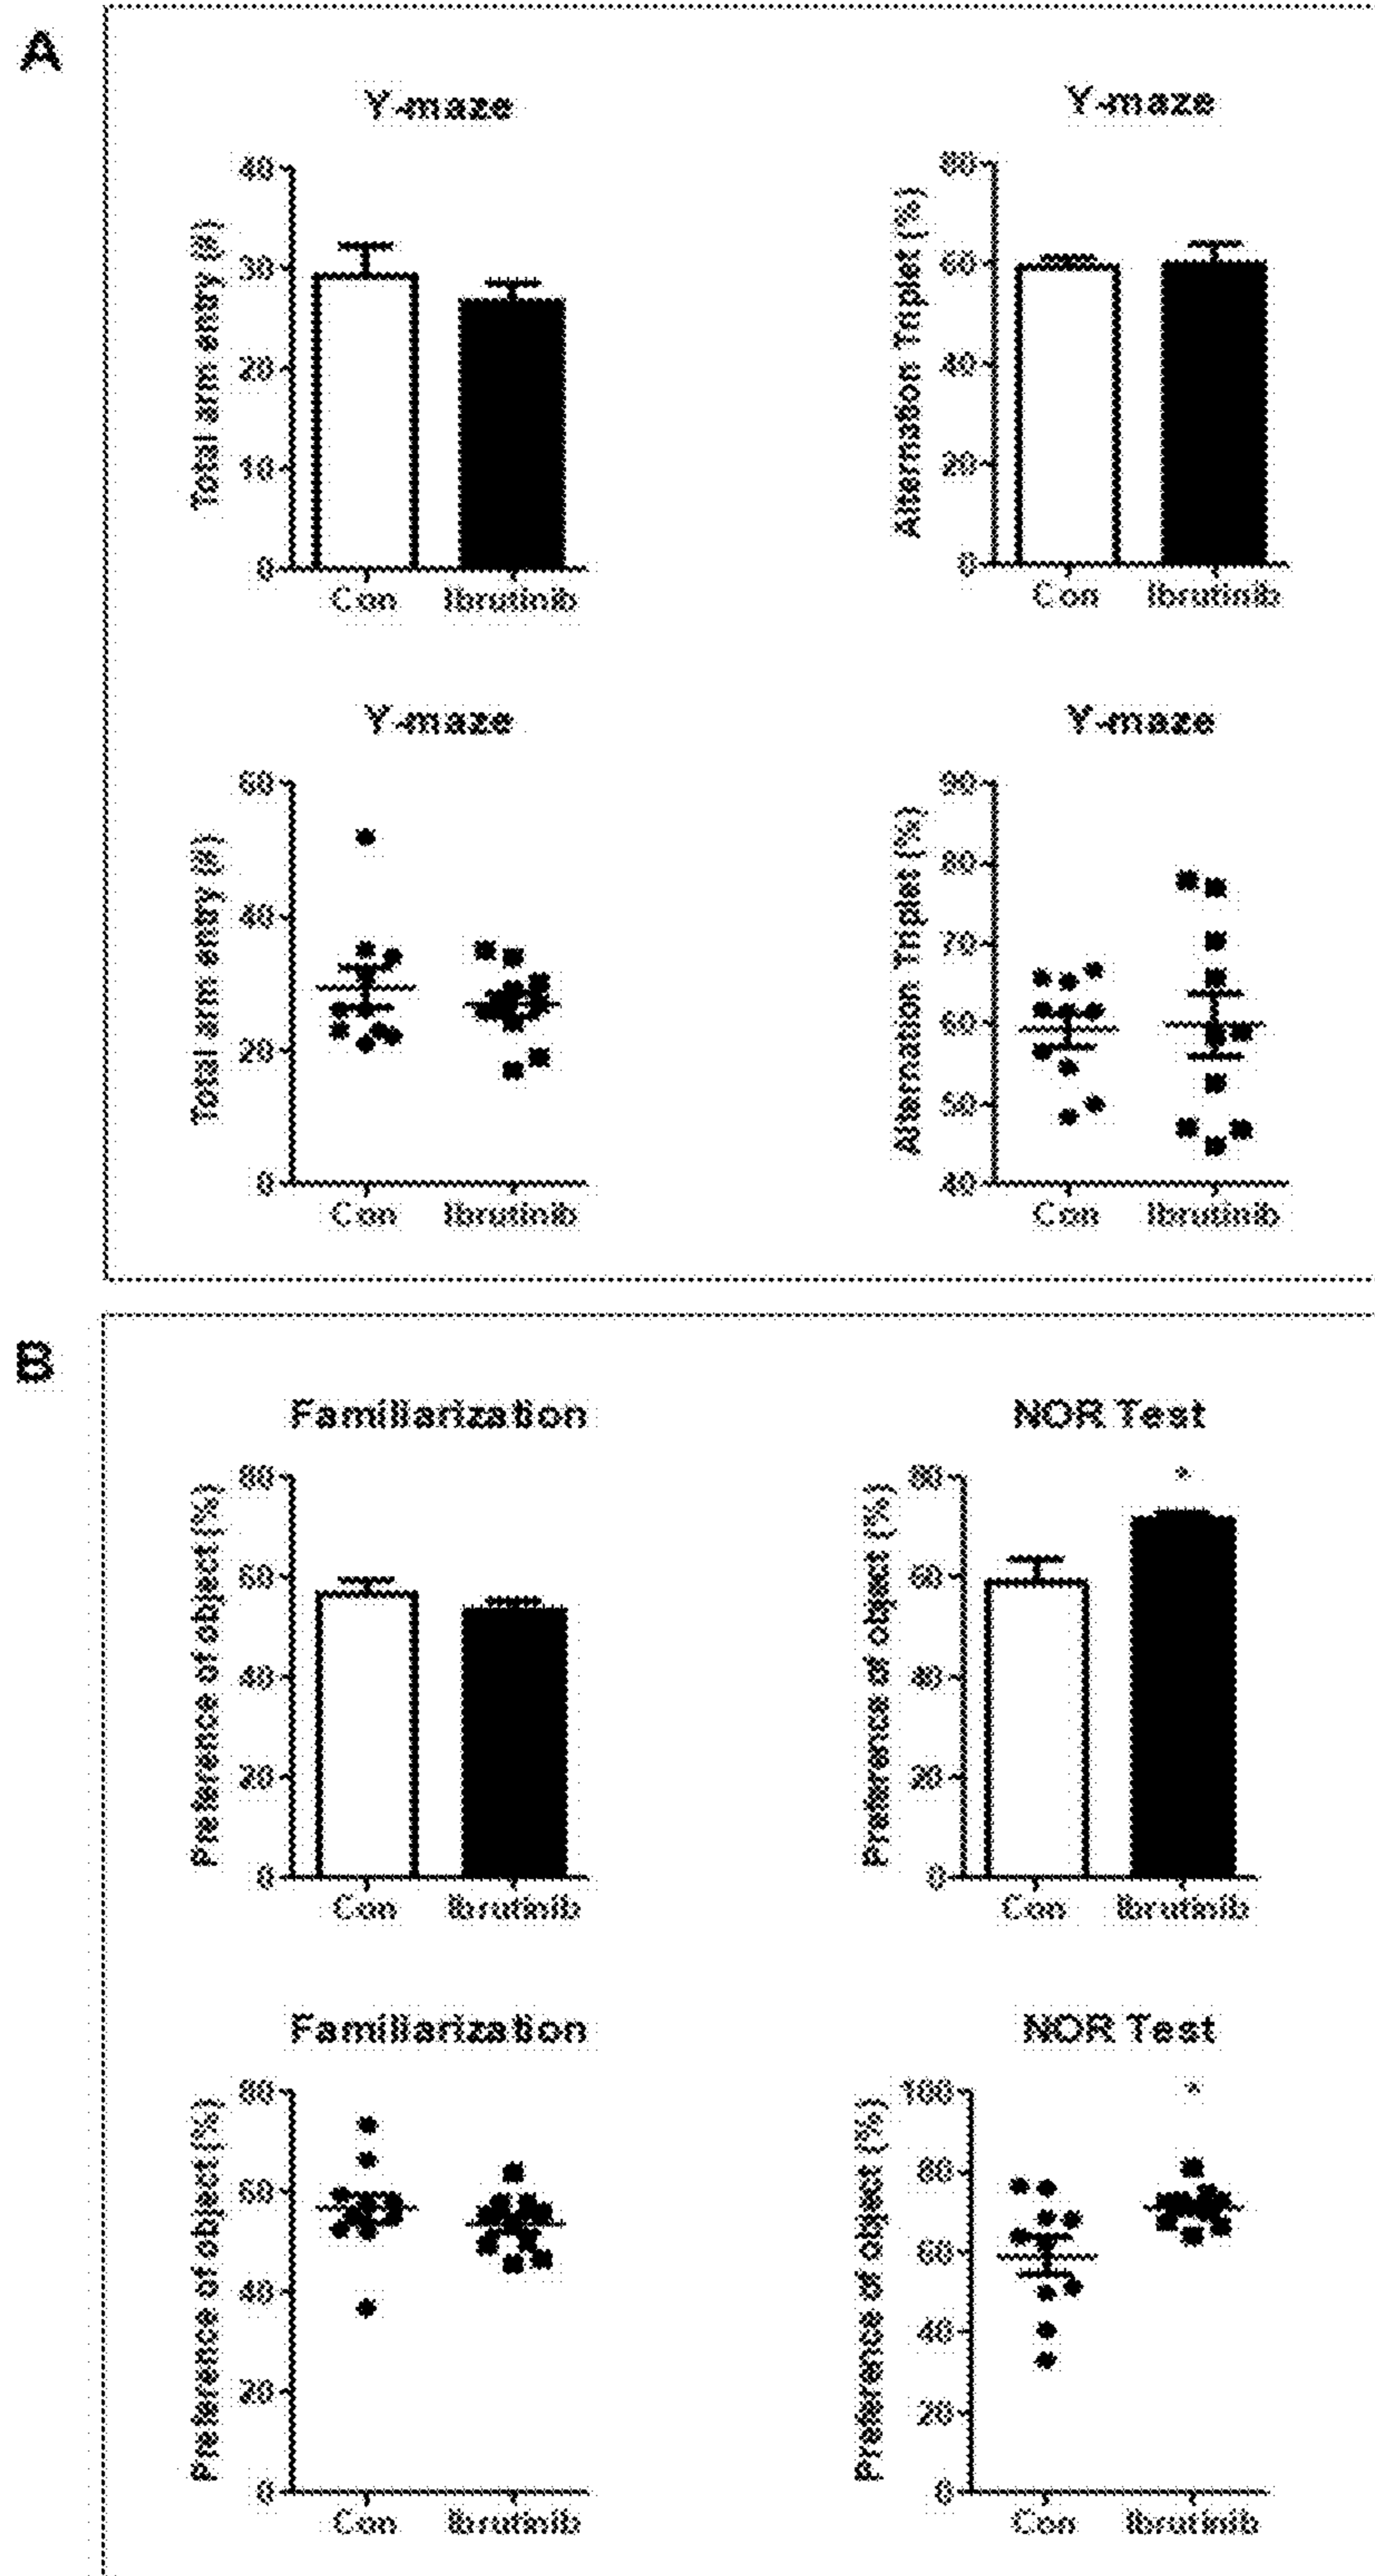 A
Y-maze
Total arm entry (#)
40
30
20
10
0
Con Ibrutinib
Y-maze
Alternation Triplet (%)
80
60
40
20
0
Con Ibrutinib
Y-maze
Total arm entry (#)
60
40
20
0
Con Ibrutinib
Y-maze
Alternation Triplet (%)
90
80
70
60
50
40
Con Ibrutinib
B
Familiarization
Preference of object (%)
80
60
40
20
0
Con Ibrutinib
NOR Test
Preference of object (%)
80
60
40
20
0
*
Con Ibrutinib
Familiarization
Preference of object (%)
80
60
40
20
0
Con Ibrutinib
NOR Test
Preference of object (%)
100
80
60
40
20
0
*
Con Ibrutinib